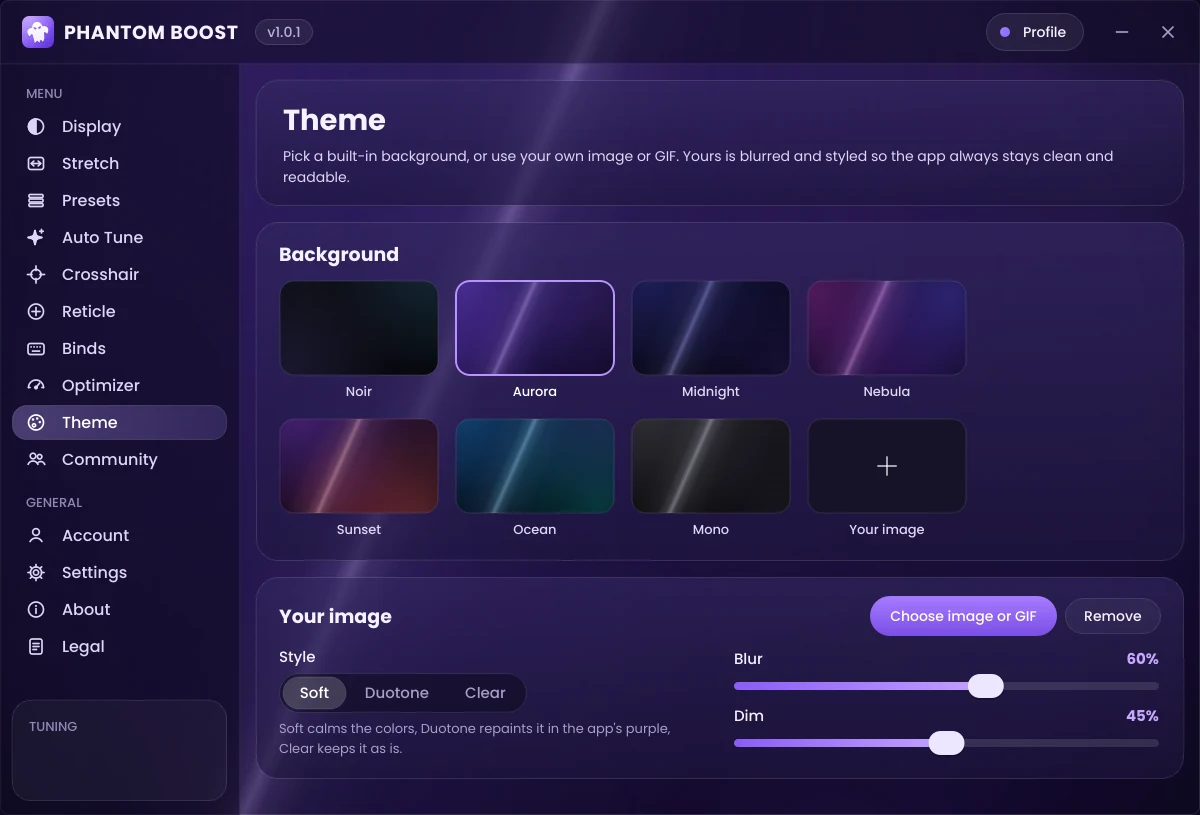 PHANTOM BOOST
v1.0.1
Profile
MENU
Display
Stretch
Presets
Auto Tune
Crosshair
Reticle
Binds
Optimizer
Theme
Community
GENERAL
Account
Settings
About
Legal
TUNING
Theme
Pick a built-in background, or use your own image or GIF. Yours is blurred and styled so the app always stays clean and
readable.
Background
Noir
Aurora
Midnight
Nebula
Sunset
Ocean
Mono
Your image
Your image
Choose image or GIF
Remove
Style
Soft
Duotone
Clear
Soft calms the colors, Duotone repaints it in the app's purple,
Clear keeps it as is.
Blur
60%
Dim
45%